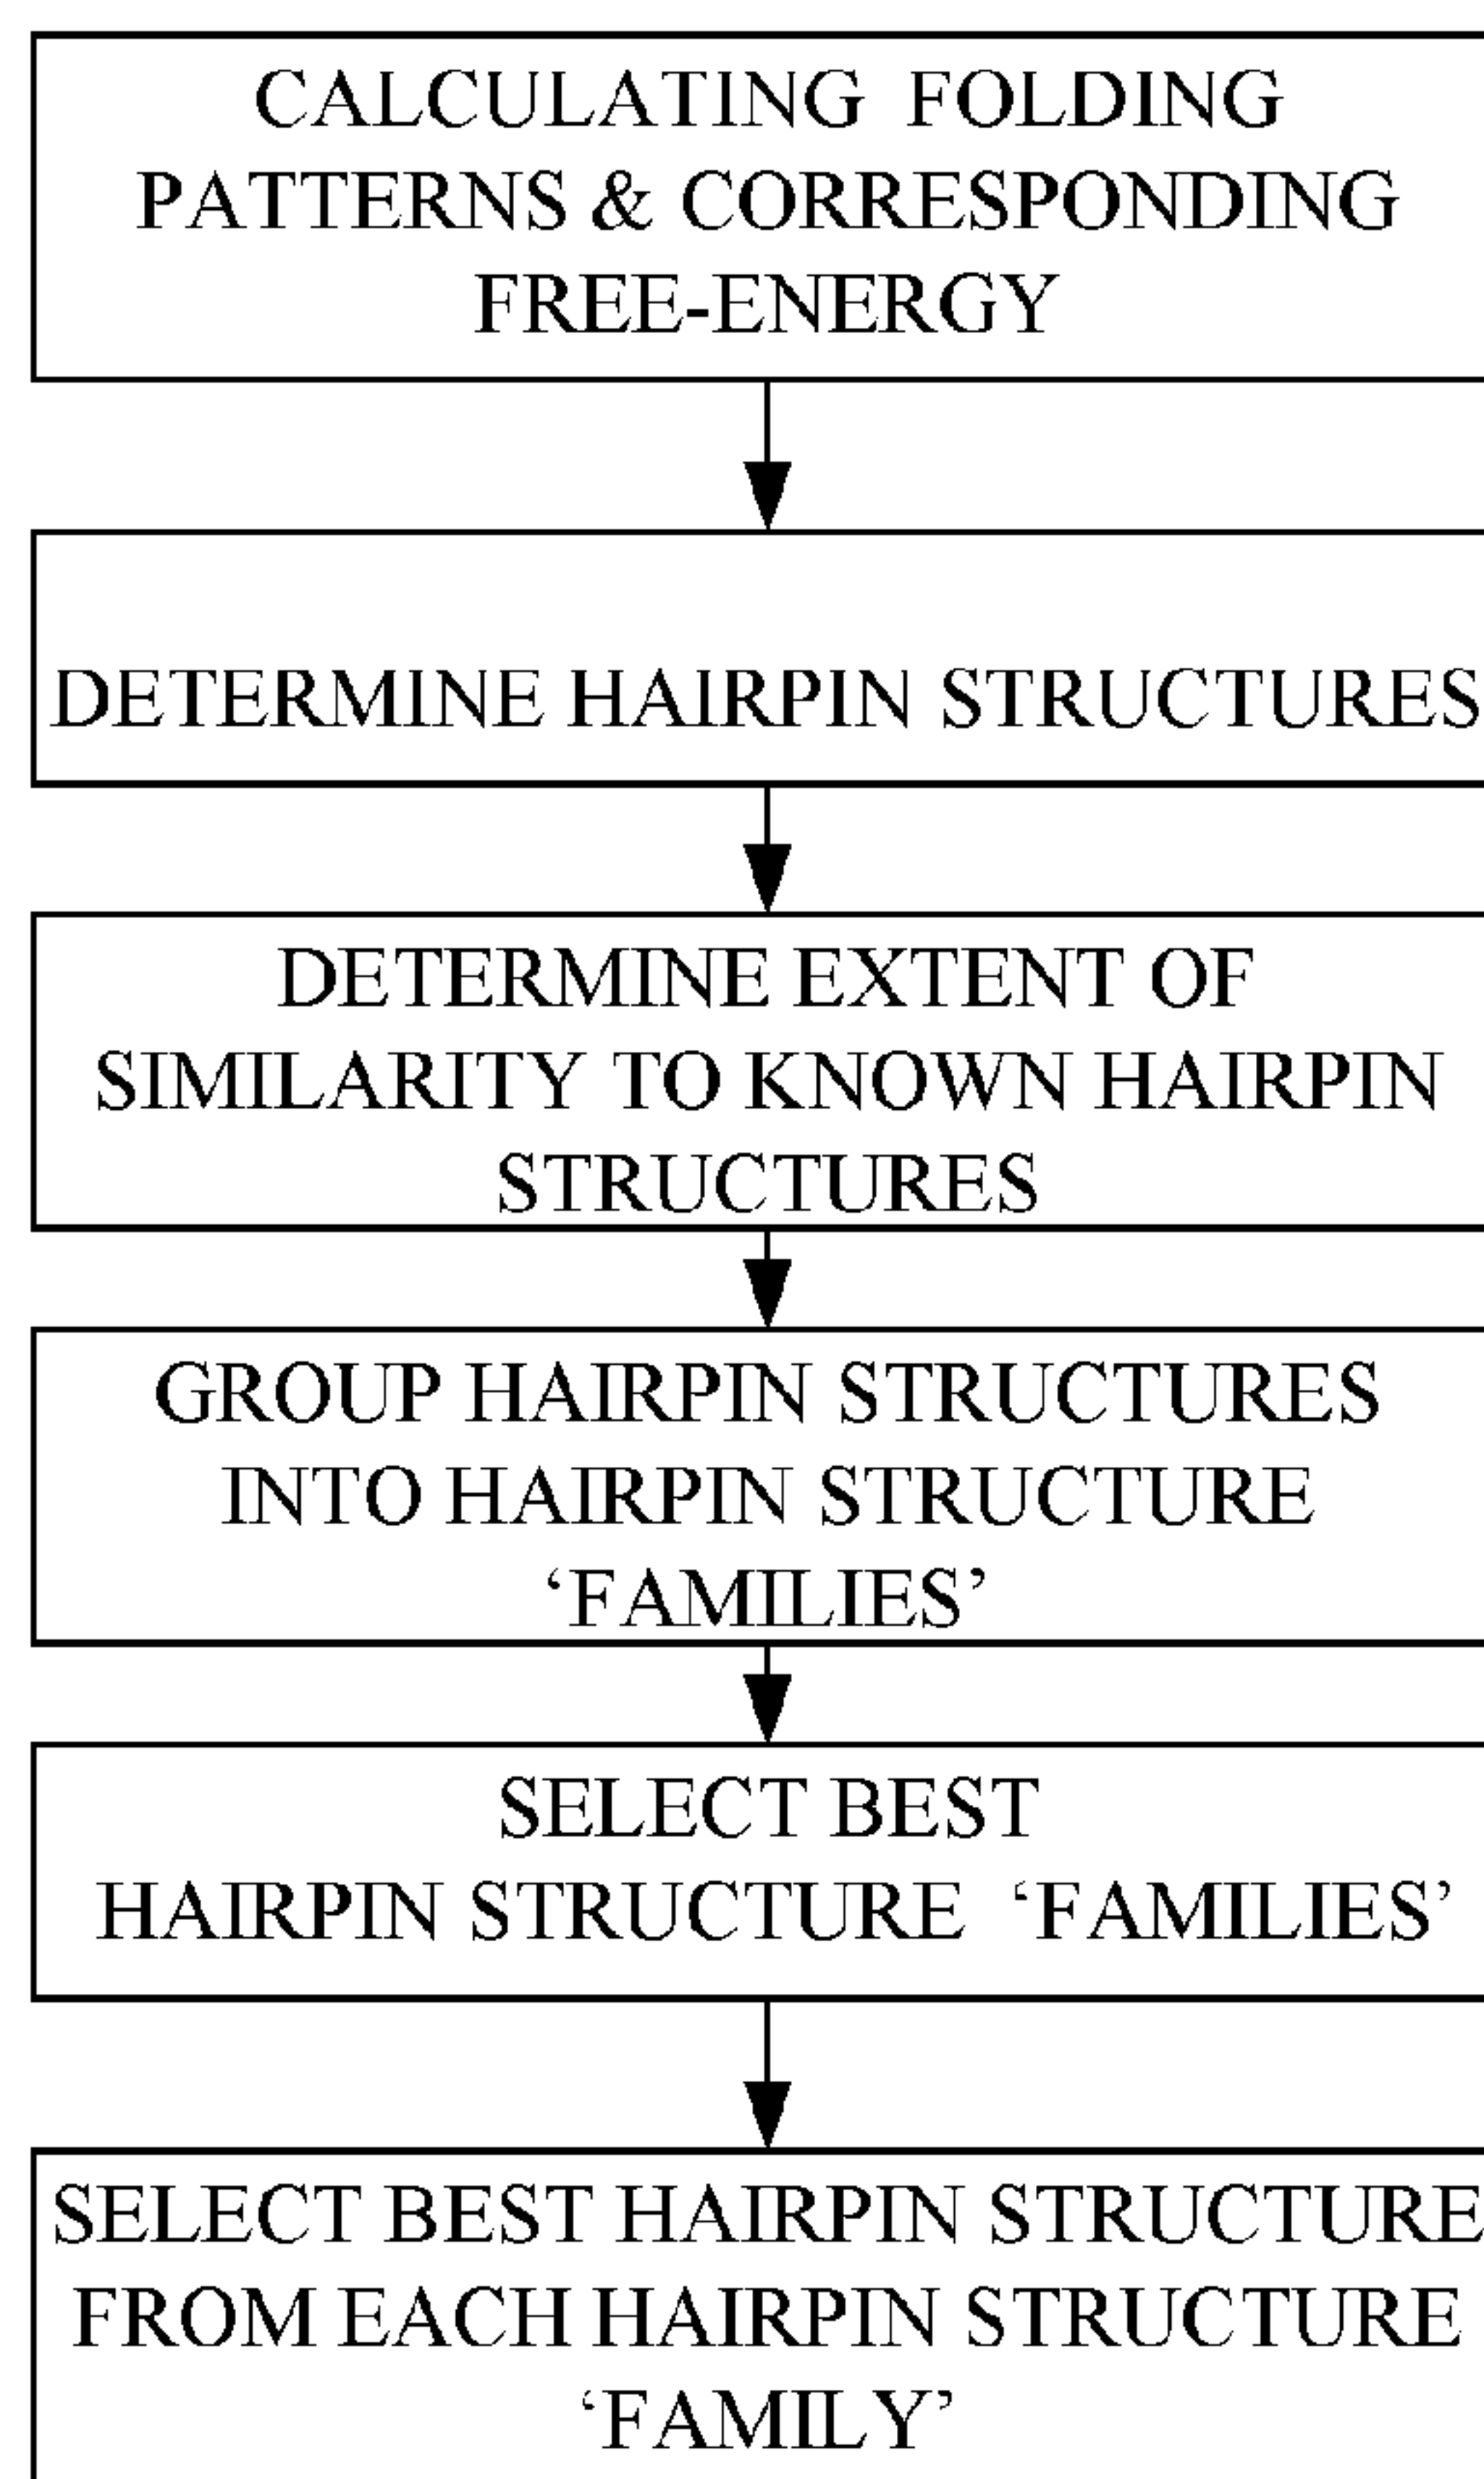 CALCULATING FOLDING
PATTERNS & CORRESPONDING
FREE-ENERGY
DETERMINE HAIRPIN STRUCTURES
DETERMINE EXTENT OF
SIMILARITY TO KNOWN HAIRPIN
STRUCTURES
GROUP HAIRPIN STRUCTURES
INTO HAIRPIN STRUCTURE
‘FAMILIES’
SELECT BEST
HAIRPIN STRUCTURE ‘FAMILIES’
SELECT BEST HAIRPIN STRUCTURE
FROM EACH HAIRPIN STRUCTURE
‘FAMILY’